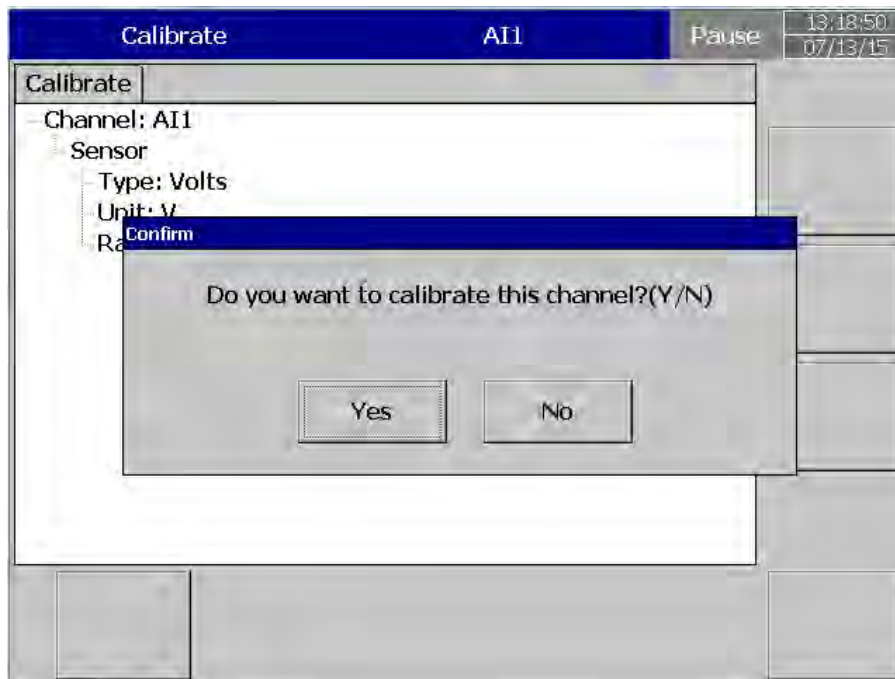 Calibrate AI1 Pause 13:18:50
07/13/15
Calibrate
Channel: AI1
Sensor
Type: Volts
Unit: V
Ra
Confirm
Do you want to calibrate this channel?(Y/N)
Yes No